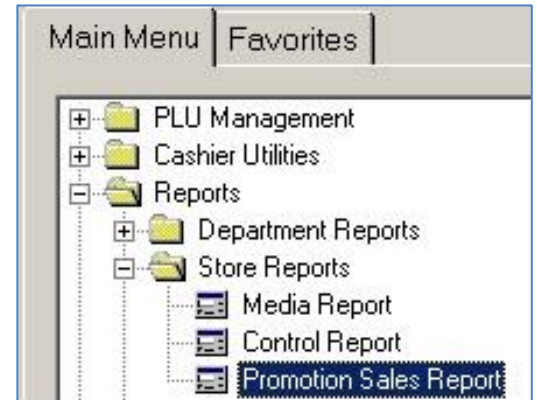 Main Menu Favorites
PLU Management
Cashier Utilities
Reports
Department Reports
Store Reports
Media Report
Control Report
Promotion Sales Report